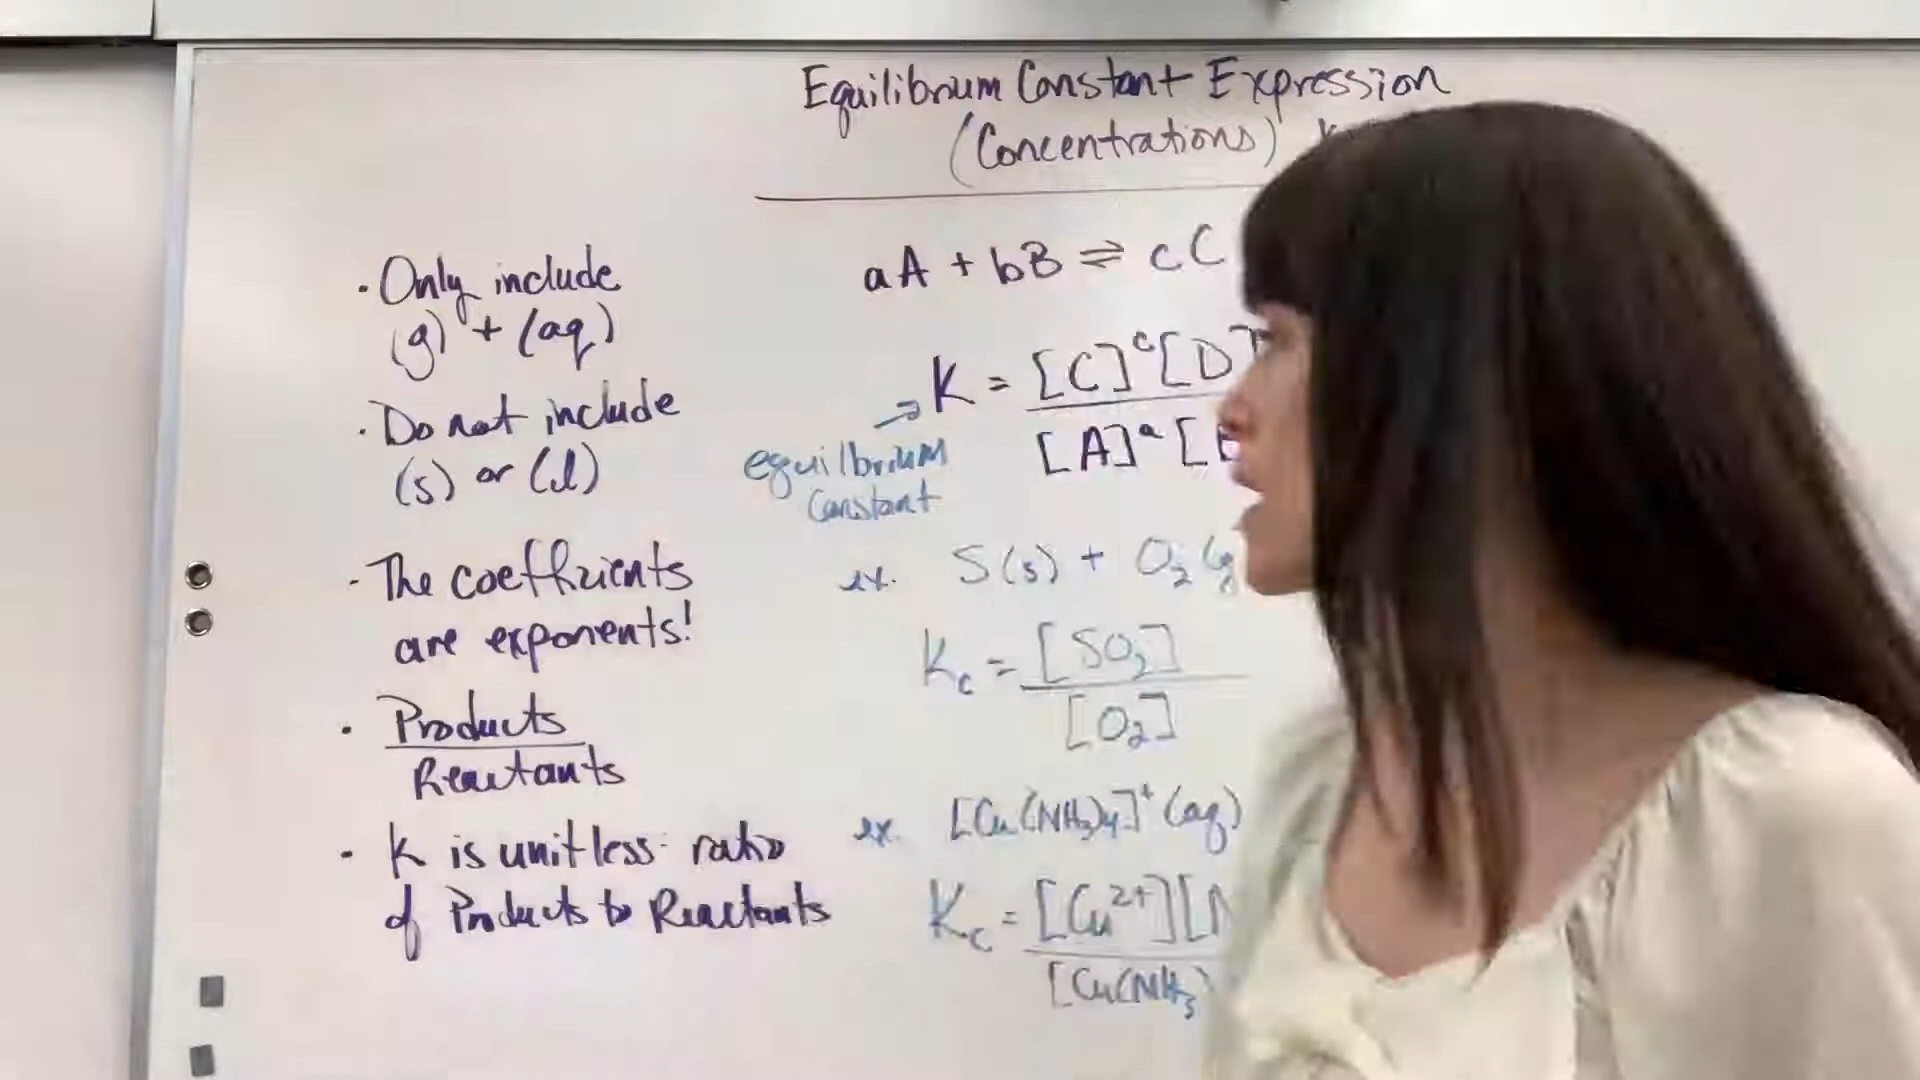 Equilibrium Constant Expression
(Concentrations)
· Only include
(g) + (aq)
· Do not include
(s) or (l)
- The coefficients
are exponents!
· Products
Reactants
· K is unitless ratio
of Products to Reactants
aA + bB ⇌ cC
K = [C]ᶜ[D]
[A]ᵃ[
equilbrium
Constant
ex. S(s) + O₂(g
Kc = [SO₂]
[O₂]
ex. [Cu(NH₃)₄]⁺(aq)
Kc = [Cu²⁺][N
[Cu(NH₃)